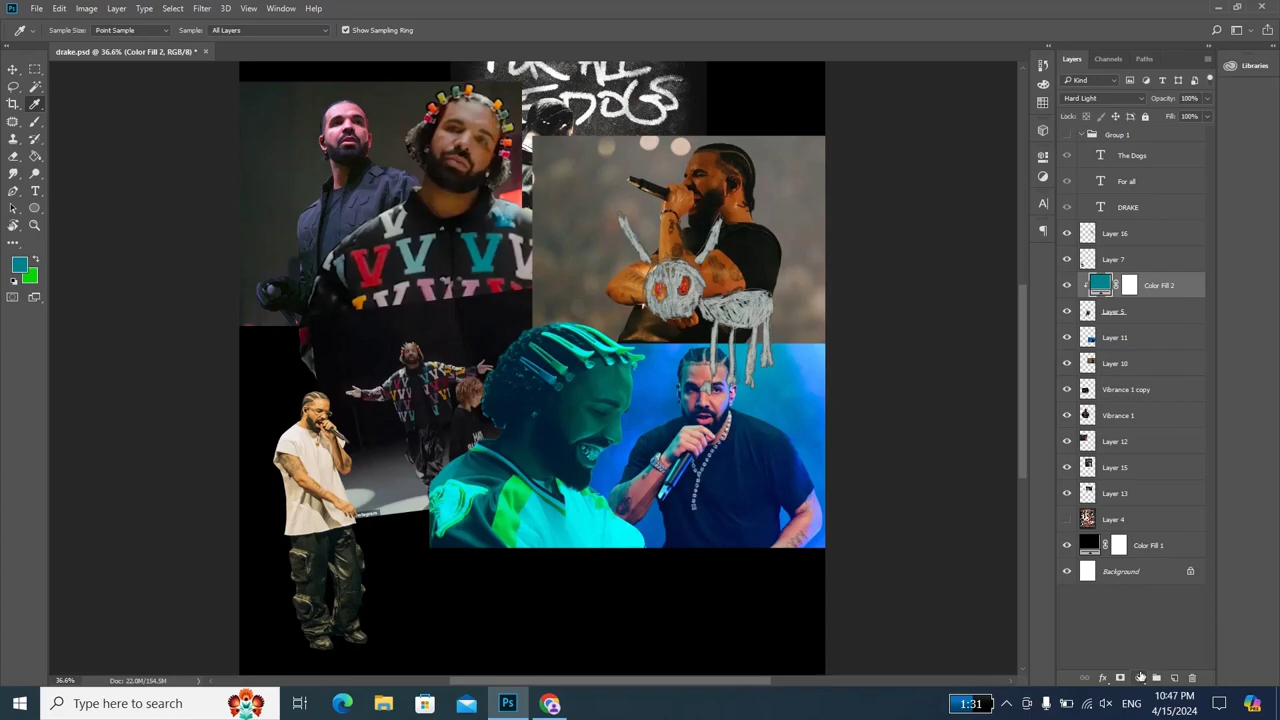 File Edit Image Layer Type Select Filter 3D View Window Help
Sample Size: Point Sample Sample: All Layers Show Sampling Ring
drake.psd @ 36.6% (Color Fill 2, RGB/8) *
Layers Channels Paths
Libraries
Kind
Hard Light Opacity: 100%
Lock: Fill: 100%
Group 1
T The Dogs
T For all
T DRAKE
Layer 16
Layer 7
Color Fill 2
Layer 5
Layer 11
Layer 10
Vibrance 1 copy
Vibrance 1
Layer 12
Layer 15
Layer 13
Layer 4
Color Fill 1
Background
FOR ALL
DOGS
V V V V
V V V
36.6% Doc: 22.0M/154.5M
Type here to search
1:31
ENG
10:47 PM
4/15/2024